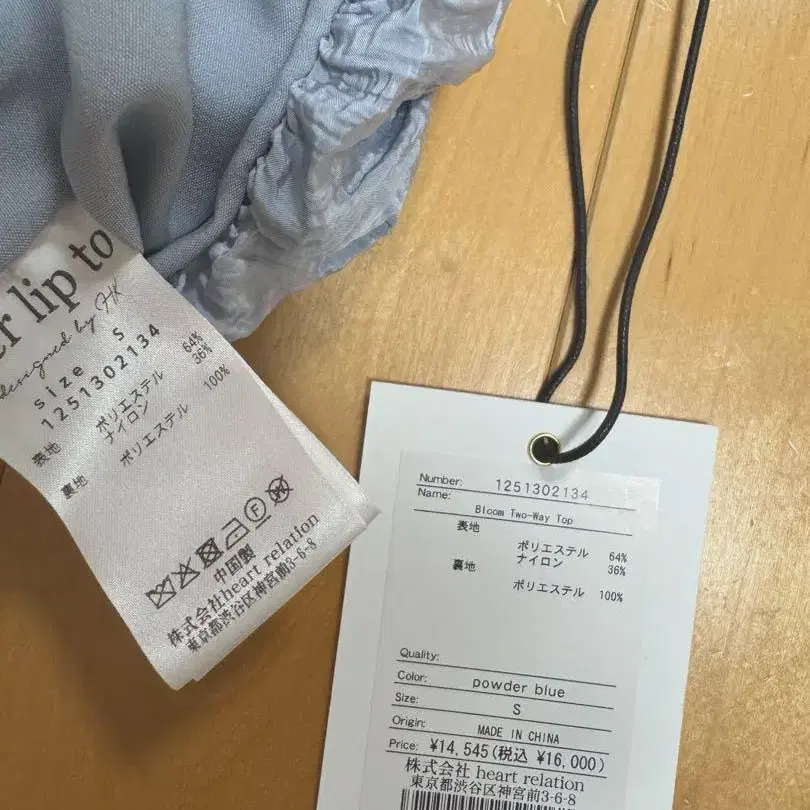 er lip to
designed by HK
size S
1251302134
表地 ポリエステル 64%
ナイロン 36%
裏地 ポリエステル 100%
中国製
株式会社heart relation
東京都渋谷区神宮前3-6-8
Number: 1251302134
Name:
Bloom Two-Way Top
表地
ポリエステル 64%
ナイロン 36%
裏地
ポリエステル 100%
Quality:
Color: powder blue
Size: S
Origin: MADE IN CHINA
Price: ¥14,545(税込 ¥16,000)
株式会社 heart relation
東京都渋谷区神宮前3-6-8